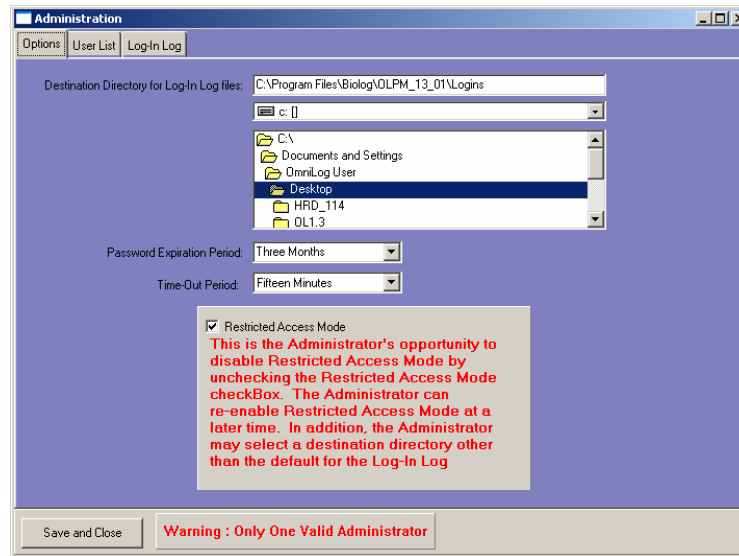 Administration
Options User List Log-In Log
Destination Directory for Log-In Log files: C:\Program Files\Biolog\OLPM_13_01\Logins
c: []
C:\
Documents and Settings
OmniLog User
Desktop
HRD_114
OL1.3
Password Expiration Period: Three Months
Time-Out Period: Fifteen Minutes
Restricted Access Mode
This is the Administrator's opportunity to
disable Restricted Access Mode by
unchecking the Restricted Access Mode
checkBox. The Administrator can
re-enable Restricted Access Mode at a
later time. In addition, the Administrator
may select a destination directory other
than the default for the Log-In Log
Save and Close Warning : Only One Valid Administrator